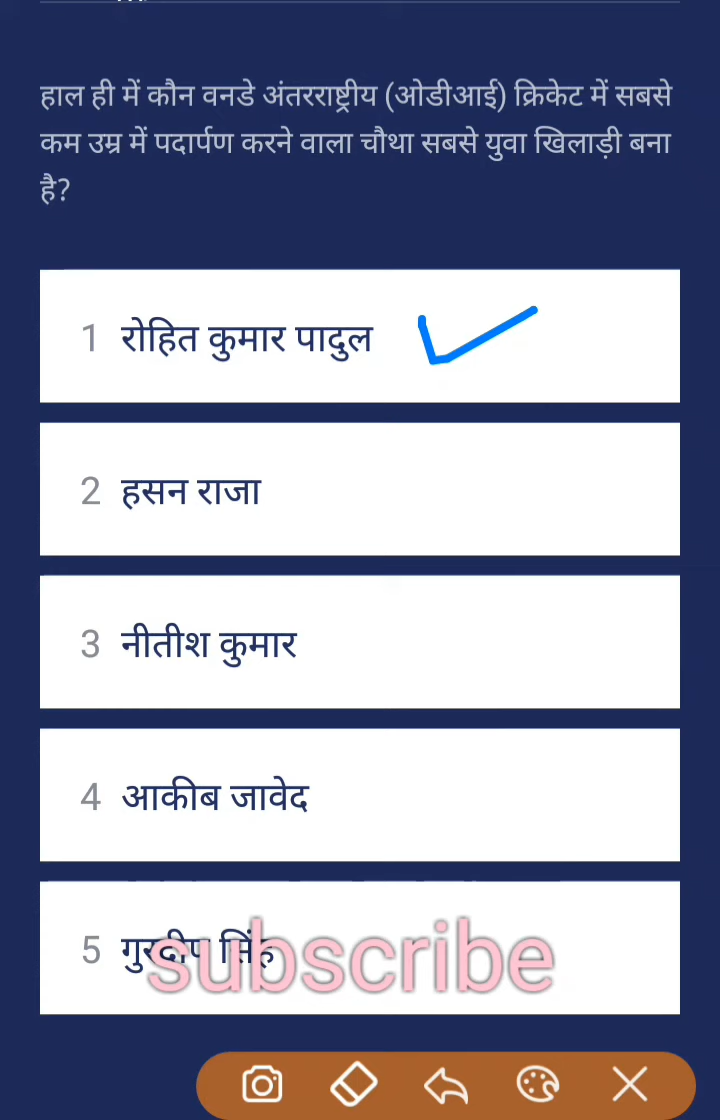 हाल ही में कौन वनडे अंतरराष्ट्रीय (ओडीआई) क्रिकेट में सबसे
कम उम्र में पदार्पण करने वाला चौथा सबसे युवा खिलाड़ी बना
है?
1 रोहित कुमार पादुल
2 हसन राजा
3 नीतीश कुमार
4 आकीब जावेद
5 गुरदीप सिंह
subscribe